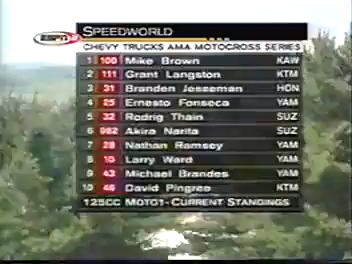 ESPN2
SPEEDWORLD
CHEVY TRUCKS AMA MOTOCROSS SERIES
1 100 Mike Brown KAW
2 111 Grant Langston KTM
3 31 Branden Jesseman HON
4 25 Ernesto Fonseca YAM
5 32 Rodrig Thain SUZ
6 982 Akira Narita SUZ
7 28 Nathan Ramsey YAM
8 10 Larry Ward YAM
9 43 Michael Brandes YAM
10 46 David Pingree KTM
125CC MOTO1-CURRENT STANDINGS